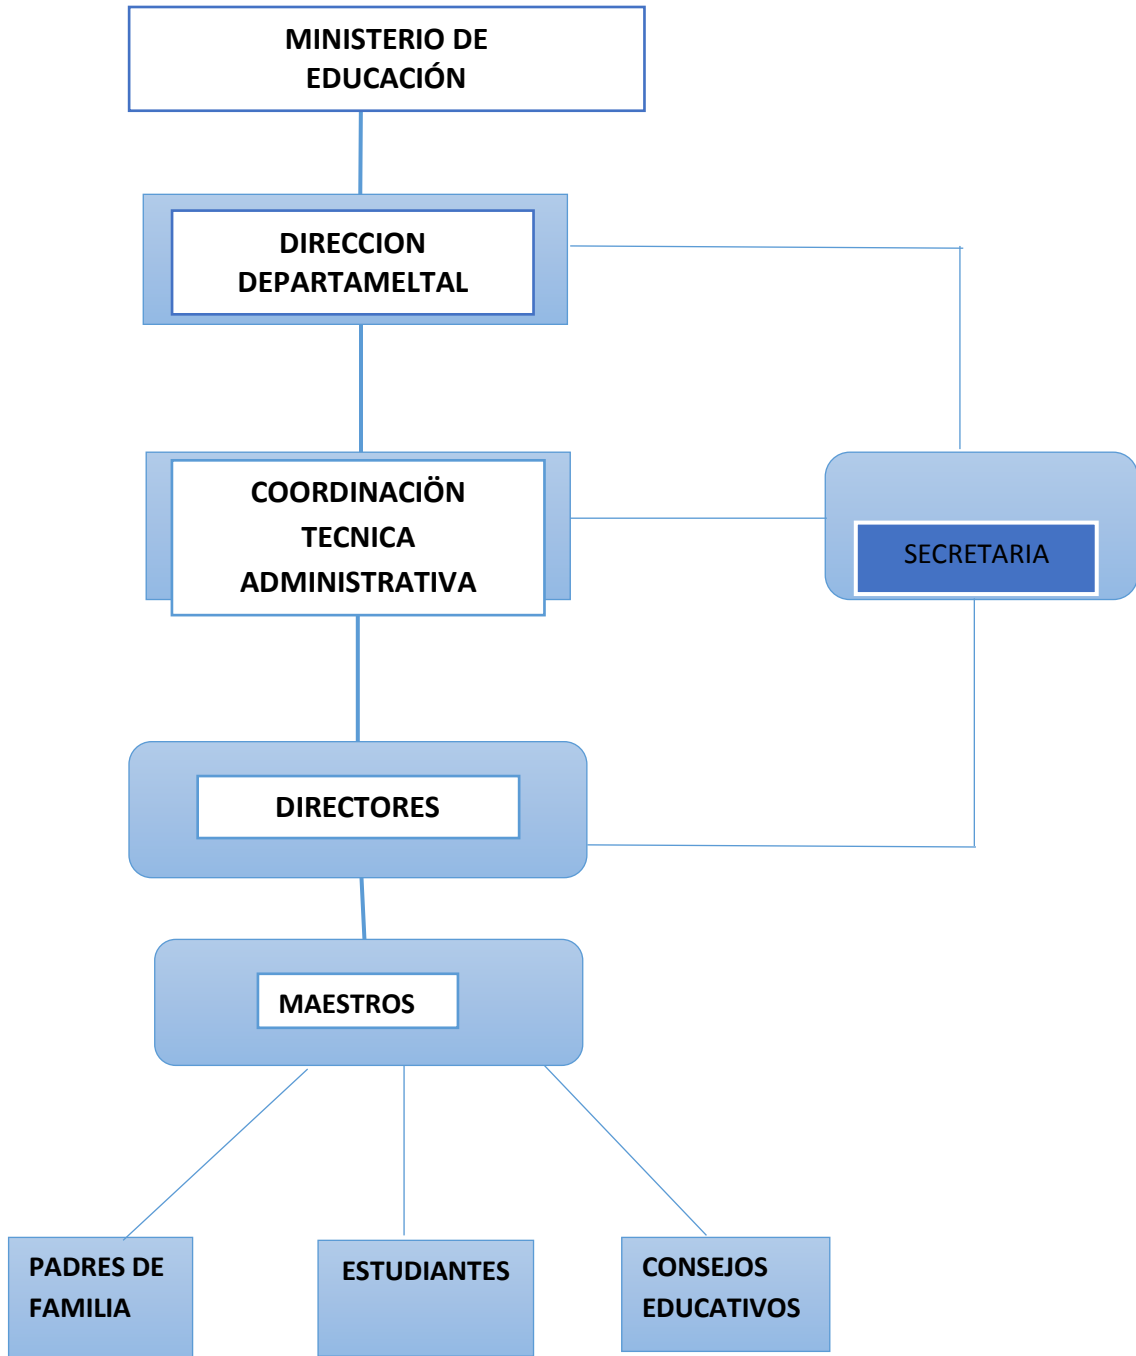 MINISTERIO DE
EDUCACIÓN
DIRECCION
DEPARTAMELTAL
COORDINACIÖN
TECNICA
ADMINISTRATIVA
SECRETARIA
DIRECTORES
MAESTROS
PADRES DE
FAMILIA
ESTUDIANTES
CONSEJOS
EDUCATIVOS